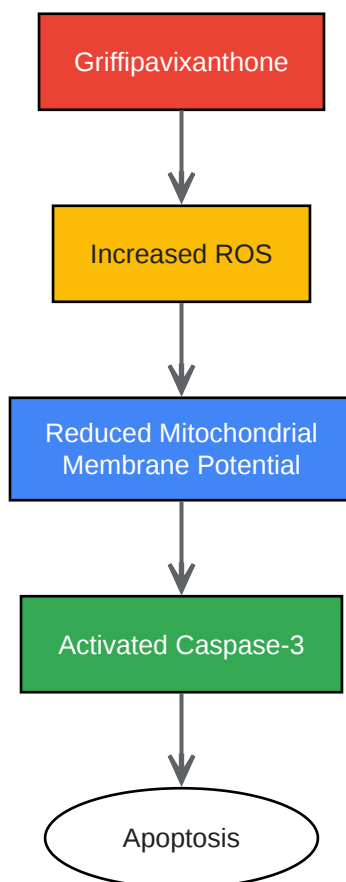 Griffipavixanthone
Increased ROS
Reduced Mitochondrial
Membrane Potential
Activated Caspase-3
Apoptosis